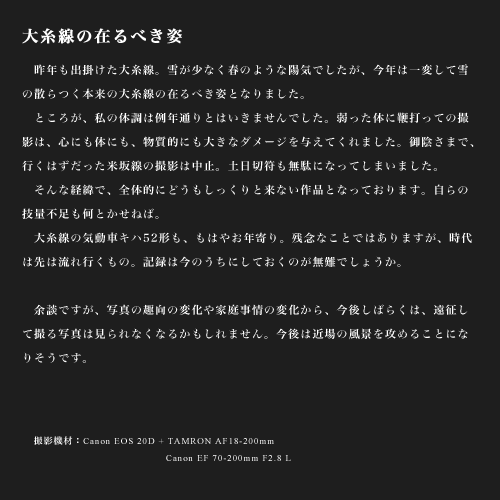 大糸線の在るべき姿
昨年も出掛けた大糸線。雪が少なく春のような陽気でしたが、今年は一変して雪
の散らつく本来の大糸線の在るべき姿となりました。
ところが、私の体調は例年通りとはいきませんでした。弱った体に鞭打っての撮
影は、心にも体にも、物質的にも大きなダメージを与えてくれました。御陰さまで、
行くはずだった米坂線の撮影は中止。土日切符も無駄になってしまいました。
そんな経緯で、全体的にどうもしっくりと来ない作品となっております。自らの
技量不足も何とかせねば。
大糸線の気動車キハ52形も、もはやお年寄り。残念なことではありますが、時代
は先は流れ行くもの。記録は今のうちにしておくのが無難でしょうか。
余談ですが、写真の趣向の変化や家庭事情の変化から、今後しばらくは、遠征し
て撮る写真は見られなくなるかもしれません。今後は近場の風景を攻めることにな
りそうです。
撮影機材：Canon EOS 20D + TAMRON AF18-200mm
Canon EF 70-200mm F2.8 L